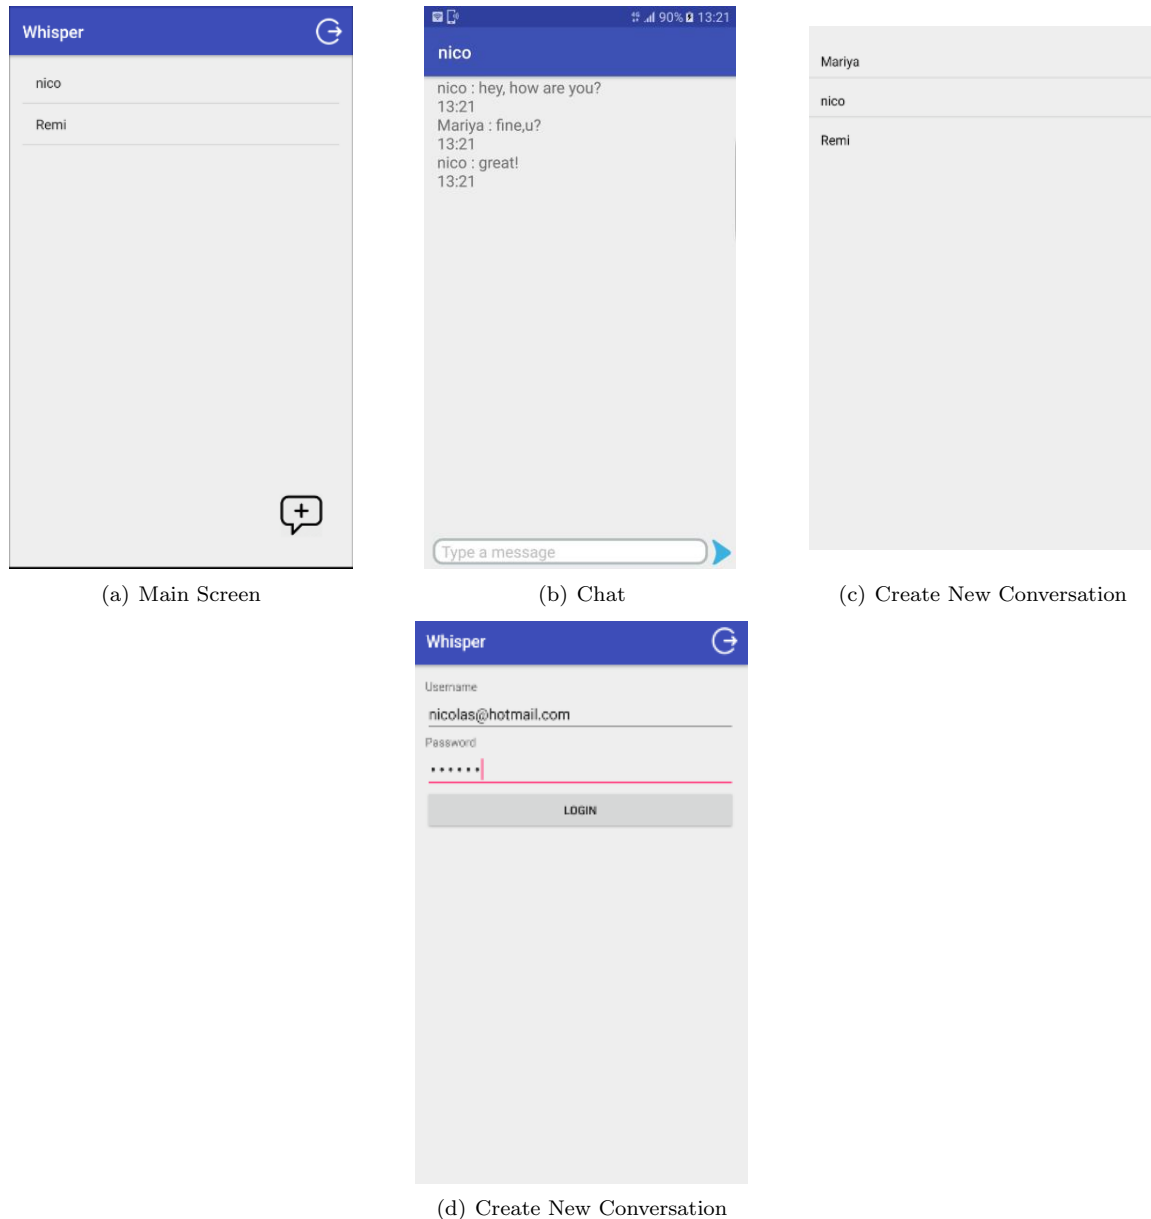 Whisper
nico
Remi
(a) Main Screen
90% 13:21
nico
nico : hey, how are you?
13:21
Mariya : fine,u?
13:21
nico : great!
13:21
Type a message
(b) Chat
Mariya
nico
Remi
(c) Create New Conversation
Whisper
Username
nicolas@hotmail.com
Password
••••••
LOGIN
(d) Create New Conversation